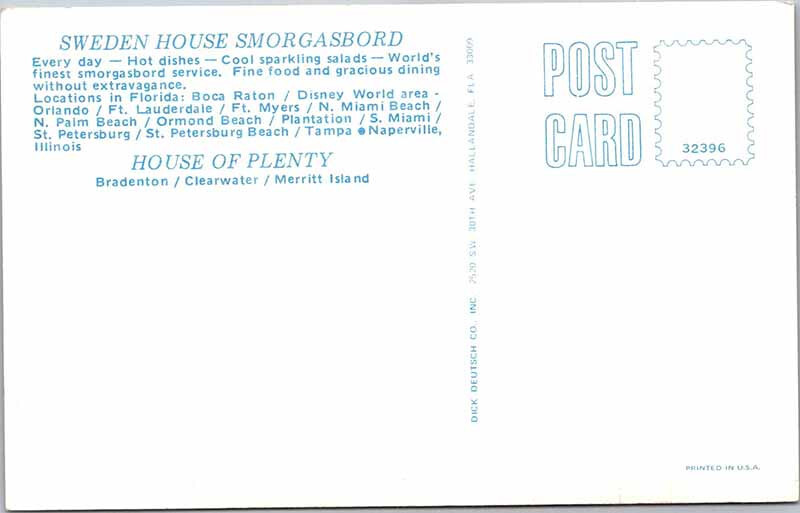 SWEDEN HOUSE SMORGASBORD
Every day — Hot dishes — Cool sparkling salads — World's
finest smorgasbord service. Fine food and gracious dining
without extravagance.
Locations in Florida: Boca Raton / Disney World area -
Orlando / Ft. Lauderdale / Ft. Myers / N. Miami Beach /
N. Palm Beach / Ormond Beach / Plantation / S. Miami /
St. Petersburg / St. Petersburg Beach / Tampa ● Naperville,
Illinois
HOUSE OF PLENTY
Bradenton / Clearwater / Merritt Island
DICK DEUTSCH CO., INC 2520 S.W. 30TH AVE HALLANDALE, FLA 33009
POST
CARD
32396
PRINTED IN U.S.A.